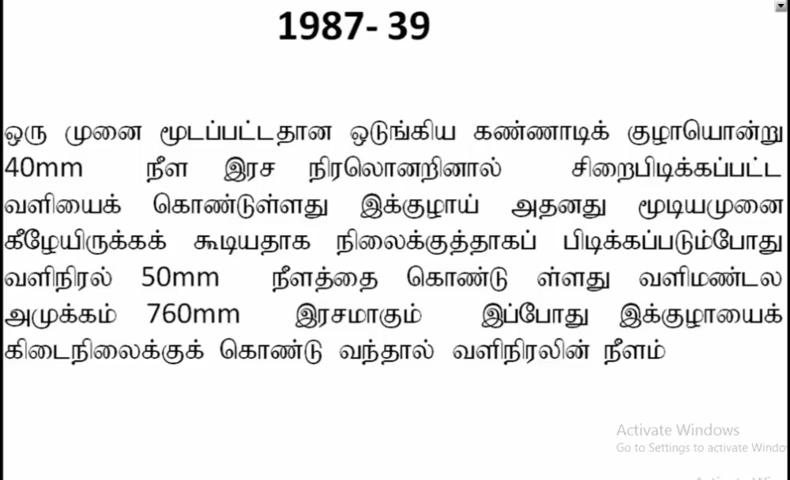 1987- 39
ஒரு முனை மூடப்பட்டதான ஒடுங்கிய கண்ணாடிக் குழாயொன்று
40mm நீள இரச நிரலொனறினால் சிறைபிடிக்கப்பட்ட
வளியைக் கொண்டுள்ளது இக்குழாய் அதனது மூடியமுனை
கீழேயிருக்கக் கூடியதாக நிலைக்குத்தாகப் பிடிக்கப்படும்போது
வளிநிரல் 50mm நீளத்தை கொண்டு ள்ளது வளிமண்டல
அமுக்கம் 760mm இரசமாகும் இப்போது இக்குழாயைக்
கிடைநிலைக்குக் கொண்டு வந்தால் வளிநிரலின் நீளம்
Activate Windows
Go to Settings to activate Windo